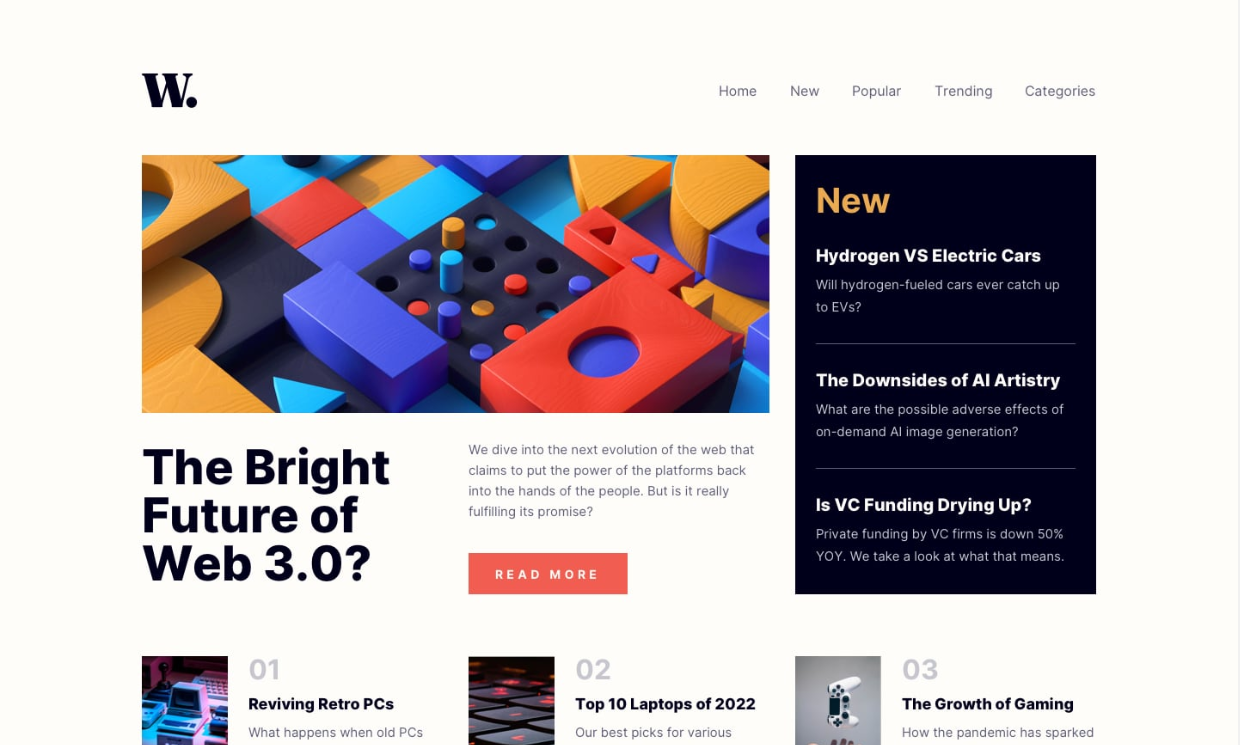 W.
Home New Popular Trending Categories
The Bright
Future of
Web 3.0?
We dive into the next evolution of the web that
claims to put the power of the platforms back
into the hands of the people. But is it really
fulfilling its promise?
READ MORE
New
Hydrogen VS Electric Cars
Will hydrogen-fueled cars ever catch up
to EVs?
The Downsides of AI Artistry
What are the possible adverse effects of
on-demand AI image generation?
Is VC Funding Drying Up?
Private funding by VC firms is down 50%
YOY. We take a look at what that means.
01
Reviving Retro PCs
What happens when old PCs
02
Top 10 Laptops of 2022
Our best picks for various
03
The Growth of Gaming
How the pandemic has sparked